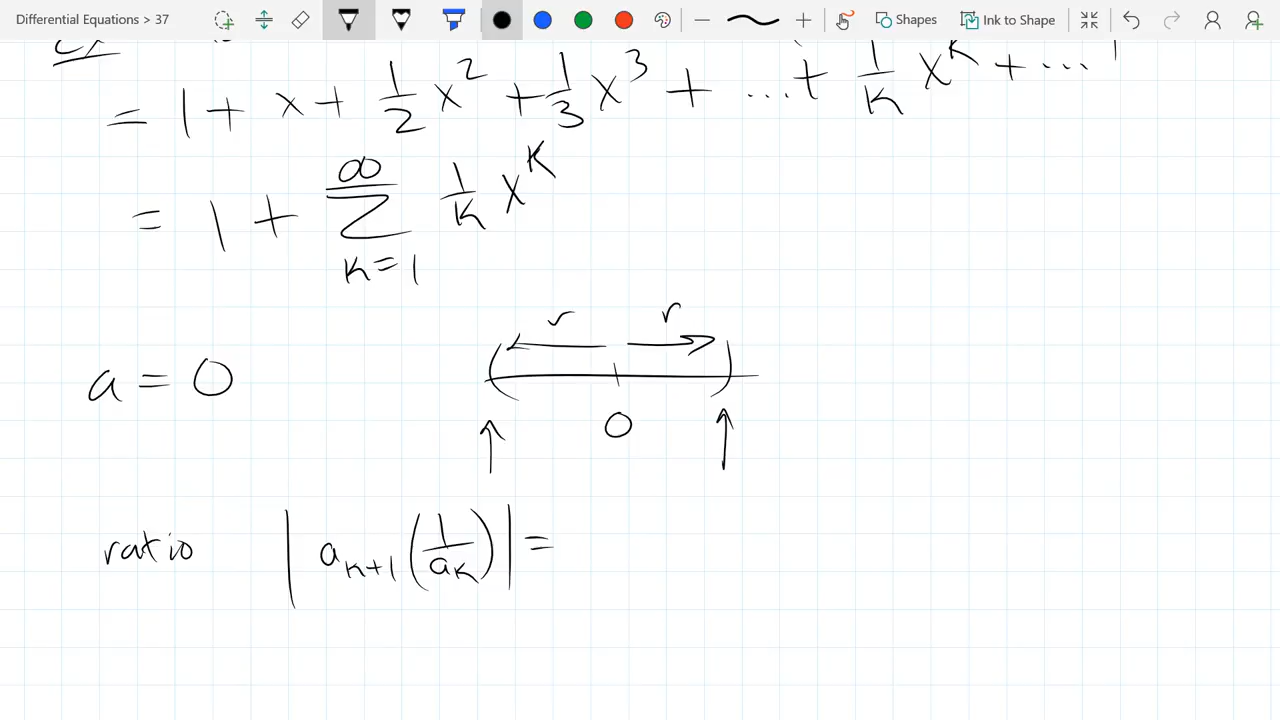 Differential Equations > 37
Shapes
Ink to Shape
Ex
= 1 + x + 1/2 x^2 + 1/3 x^3 + ... + 1/k x^k + ...
= 1 + ∑_{k=1}^{∞} 1/k x^k
r r
a = 0
0
ratio | a_{k+1} (1/a_k) | =